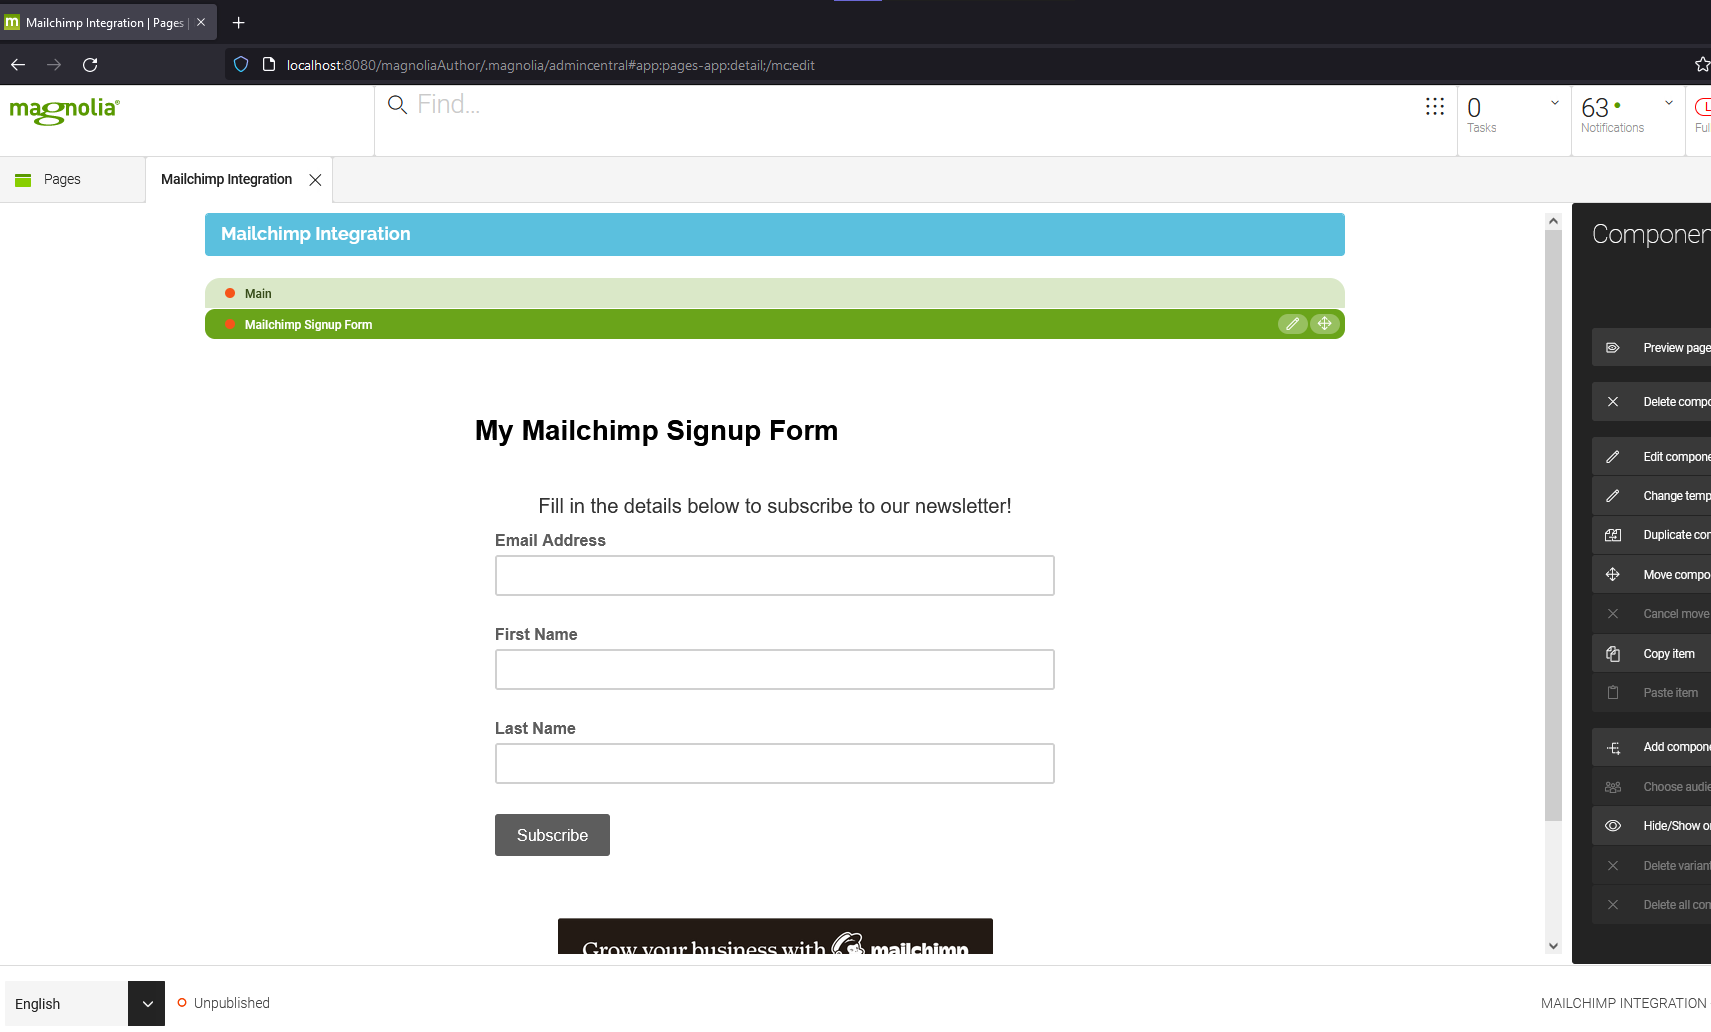 Mailchimp Integration | Pages |
localhost:8080/magnoliaAuthor/.magnolia/admincentral#app:pages-app:detail;/mc:edit
magnolia
Find...
0
Tasks
63
Notifications
L
Ful
Pages
Mailchimp Integration
Mailchimp Integration
Main
Mailchimp Signup Form
My Mailchimp Signup Form
Fill in the details below to subscribe to our newsletter!
Email Address
First Name
Last Name
Subscribe
Grow your business with mailchimp
Componen
Preview page
Delete compo
Edit compone
Change temp
Duplicate con
Move compo
Cancel move
Copy item
Paste item
Add compone
Choose audie
Hide/Show o
Delete variant
Delete all con
English
Unpublished
MAILCHIMP INTEGRATION